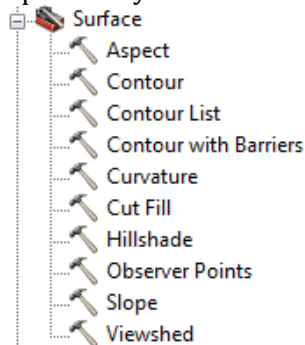 Surface
Aspect
Contour
Contour List
Contour with Barriers
Curvature
Cut Fill
Hillshade
Observer Points
Slope
Viewshed